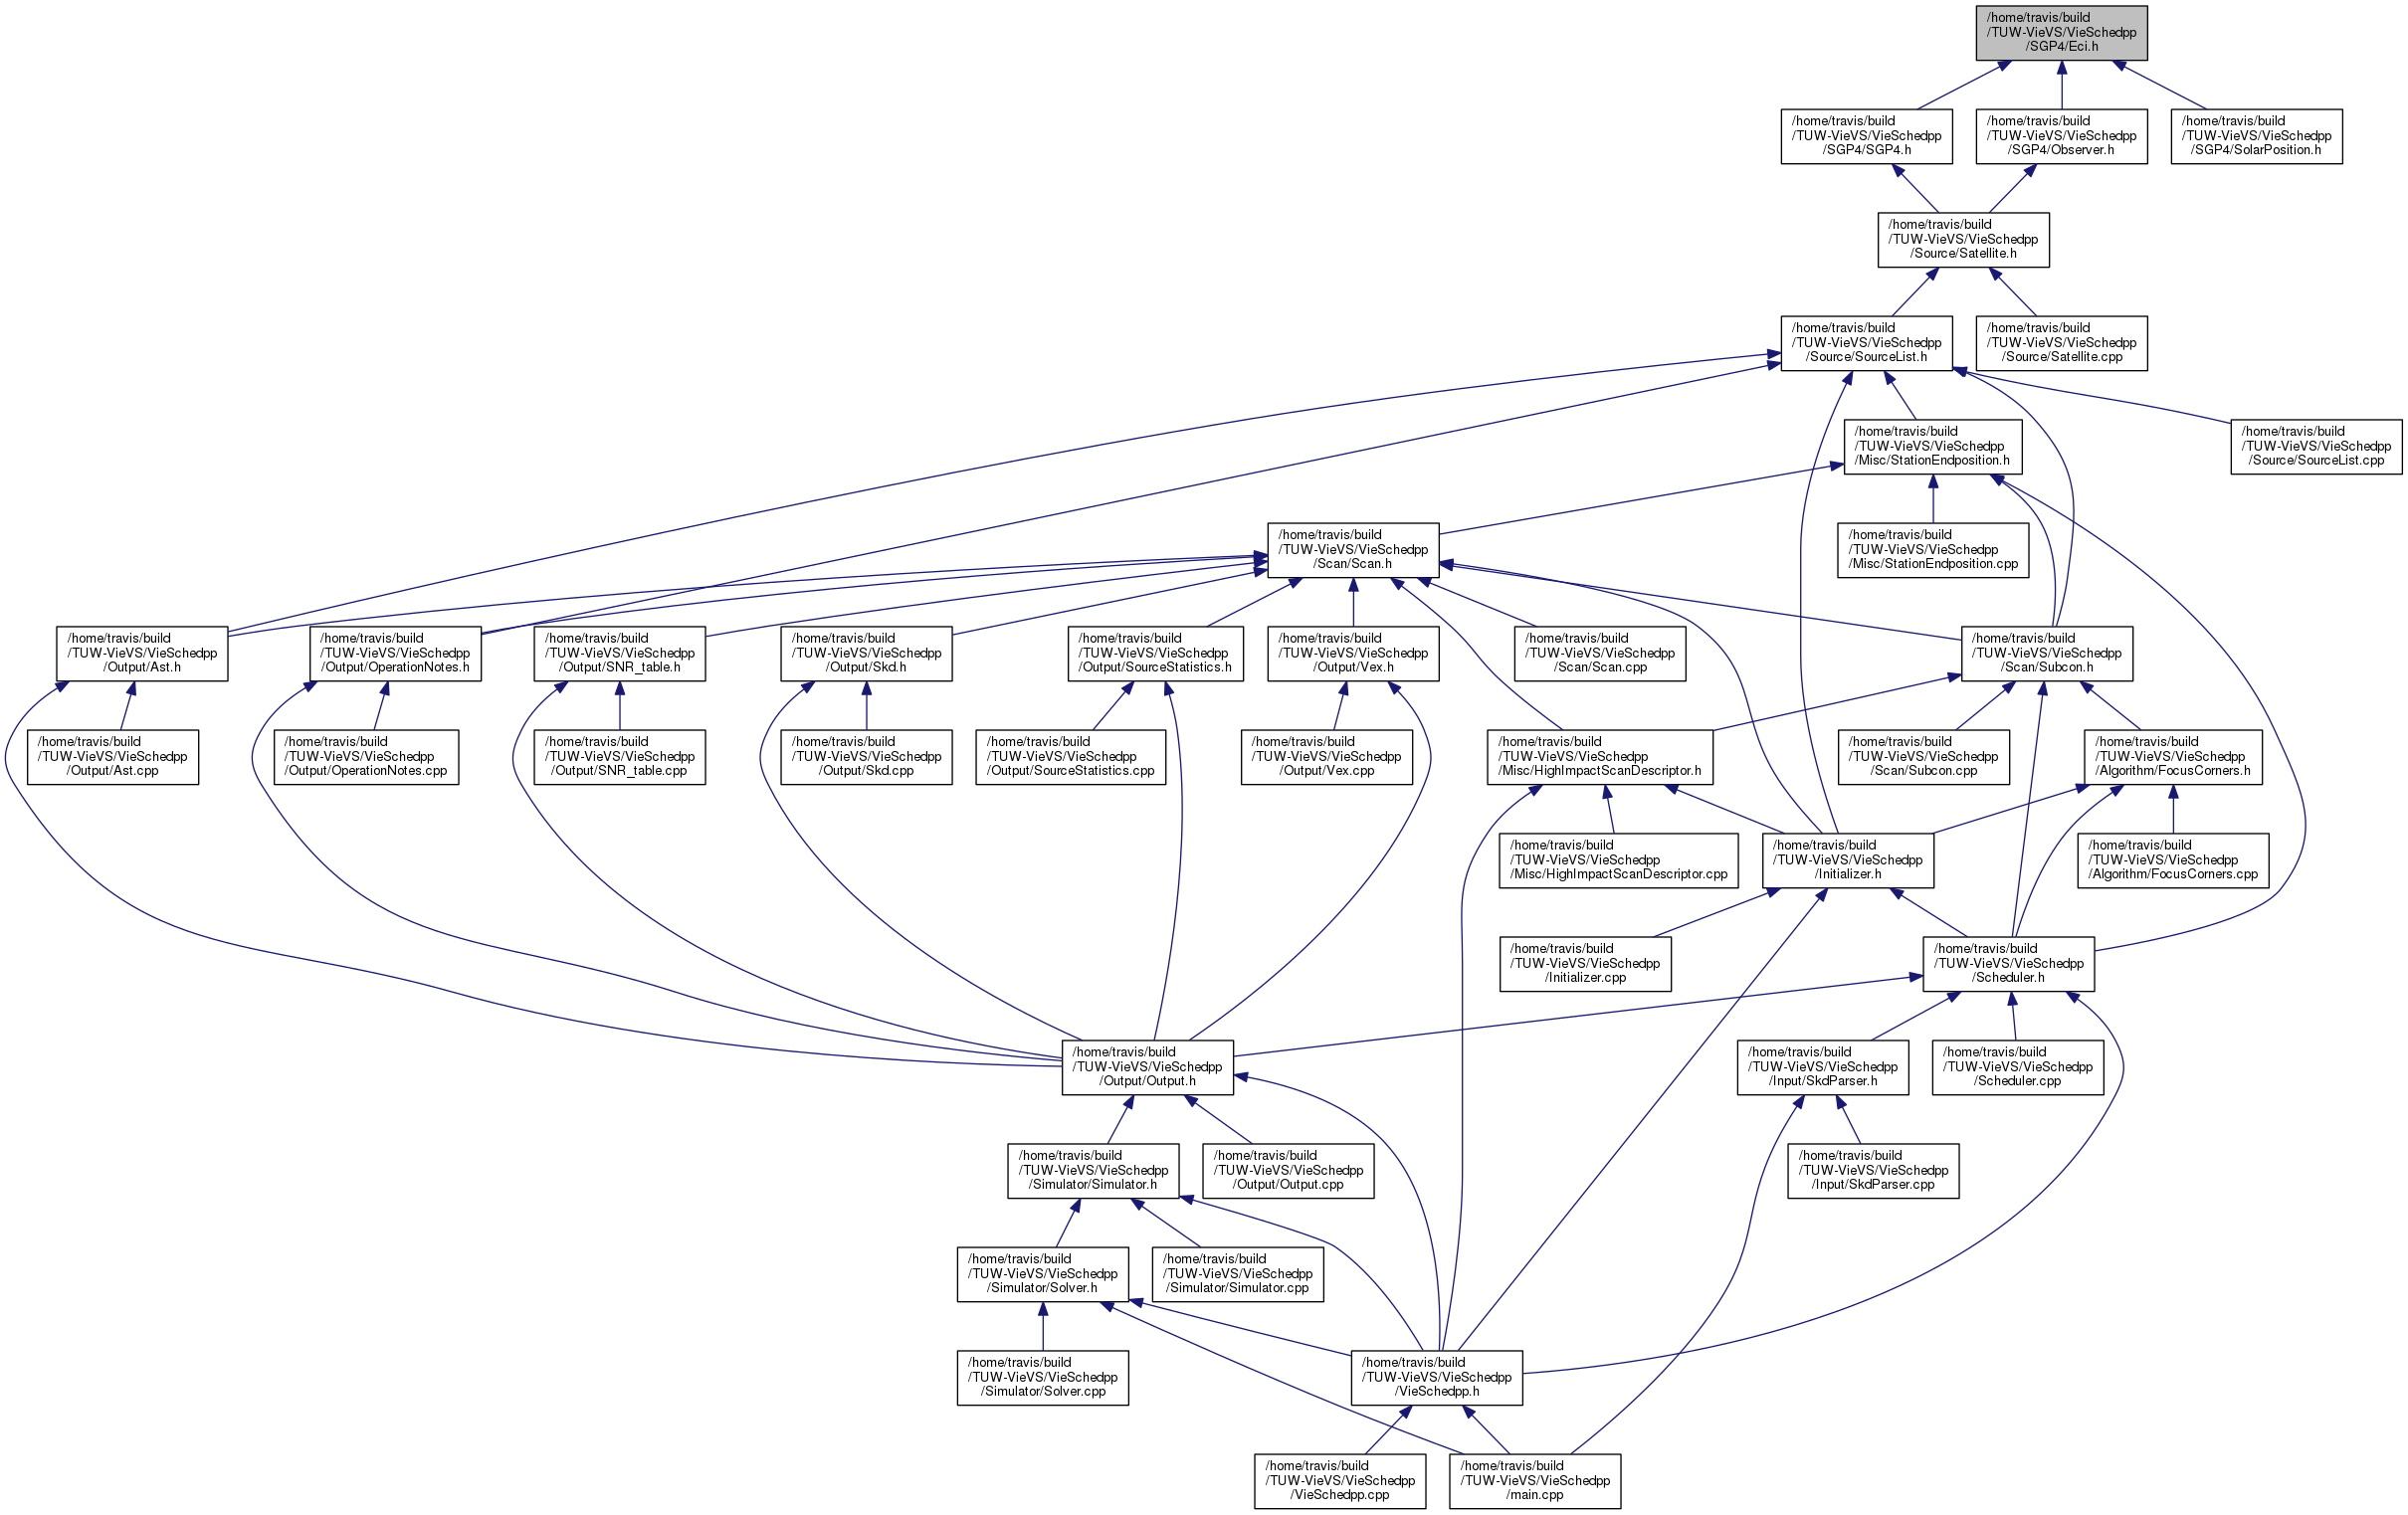 /home/travis/build
/TUW-VieVS/VieSchedpp
/SGP4/Eci.h
/home/travis/build
/TUW-VieVS/VieSchedpp
/SGP4/SGP4.h
/home/travis/build
/TUW-VieVS/VieSchedpp
/SGP4/Observer.h
/home/travis/build
/TUW-VieVS/VieSchedpp
/SGP4/SolarPosition.h
/home/travis/build
/TUW-VieVS/VieSchedpp
/Source/Satellite.h
/home/travis/build
/TUW-VieVS/VieSchedpp
/Source/SourceList.h
/home/travis/build
/TUW-VieVS/VieSchedpp
/Source/Satellite.cpp
/home/travis/build
/TUW-VieVS/VieSchedpp
/Misc/StationEndposition.h
/home/travis/build
/TUW-VieVS/VieSchedpp
/Source/SourceList.cpp
/home/travis/build
/TUW-VieVS/VieSchedpp
/Scan/Scan.h
/home/travis/build
/TUW-VieVS/VieSchedpp
/Misc/StationEndposition.cpp
/home/travis/build
/TUW-VieVS/VieSchedpp
/Output/Ast.h
/home/travis/build
/TUW-VieVS/VieSchedpp
/Output/OperationNotes.h
/home/travis/build
/TUW-VieVS/VieSchedpp
/Output/SNR_table.h
/home/travis/build
/TUW-VieVS/VieSchedpp
/Output/Skd.h
/home/travis/build
/TUW-VieVS/VieSchedpp
/Output/SourceStatistics.h
/home/travis/build
/TUW-VieVS/VieSchedpp
/Output/Vex.h
/home/travis/build
/TUW-VieVS/VieSchedpp
/Scan/Scan.cpp
/home/travis/build
/TUW-VieVS/VieSchedpp
/Scan/Subcon.h
/home/travis/build
/TUW-VieVS/VieSchedpp
/Output/Ast.cpp
/home/travis/build
/TUW-VieVS/VieSchedpp
/Output/OperationNotes.cpp
/home/travis/build
/TUW-VieVS/VieSchedpp
/Output/SNR_table.cpp
/home/travis/build
/TUW-VieVS/VieSchedpp
/Output/Skd.cpp
/home/travis/build
/TUW-VieVS/VieSchedpp
/Output/SourceStatistics.cpp
/home/travis/build
/TUW-VieVS/VieSchedpp
/Output/Vex.cpp
/home/travis/build
/TUW-VieVS/VieSchedpp
/Misc/HighImpactScanDescriptor.h
/home/travis/build
/TUW-VieVS/VieSchedpp
/Scan/Subcon.cpp
/home/travis/build
/TUW-VieVS/VieSchedpp
/Algorithm/FocusCorners.h
/home/travis/build
/TUW-VieVS/VieSchedpp
/Misc/HighImpactScanDescriptor.cpp
/home/travis/build
/TUW-VieVS/VieSchedpp
/Initializer.h
/home/travis/build
/TUW-VieVS/VieSchedpp
/Algorithm/FocusCorners.cpp
/home/travis/build
/TUW-VieVS/VieSchedpp
/Initializer.cpp
/home/travis/build
/TUW-VieVS/VieSchedpp
/Scheduler.h
/home/travis/build
/TUW-VieVS/VieSchedpp
/Output/Output.h
/home/travis/build
/TUW-VieVS/VieSchedpp
/Input/SkdParser.h
/home/travis/build
/TUW-VieVS/VieSchedpp
/Scheduler.cpp
/home/travis/build
/TUW-VieVS/VieSchedpp
/Simulator/Simulator.h
/home/travis/build
/TUW-VieVS/VieSchedpp
/Output/Output.cpp
/home/travis/build
/TUW-VieVS/VieSchedpp
/Input/SkdParser.cpp
/home/travis/build
/TUW-VieVS/VieSchedpp
/Simulator/Solver.h
/home/travis/build
/TUW-VieVS/VieSchedpp
/Simulator/Simulator.cpp
/home/travis/build
/TUW-VieVS/VieSchedpp
/Simulator/Solver.cpp
/home/travis/build
/TUW-VieVS/VieSchedpp
/VieSchedpp.h
/home/travis/build
/TUW-VieVS/VieSchedpp
/VieSchedpp.cpp
/home/travis/build
/TUW-VieVS/VieSchedpp
/main.cpp